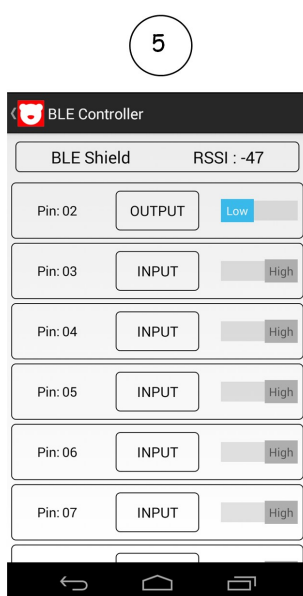 5
BLE Controller
BLE Shield RSSI : -47
Pin: 02 OUTPUT Low
Pin: 03 INPUT High
Pin: 04 INPUT High
Pin: 05 INPUT High
Pin: 06 INPUT High
Pin: 07 INPUT High